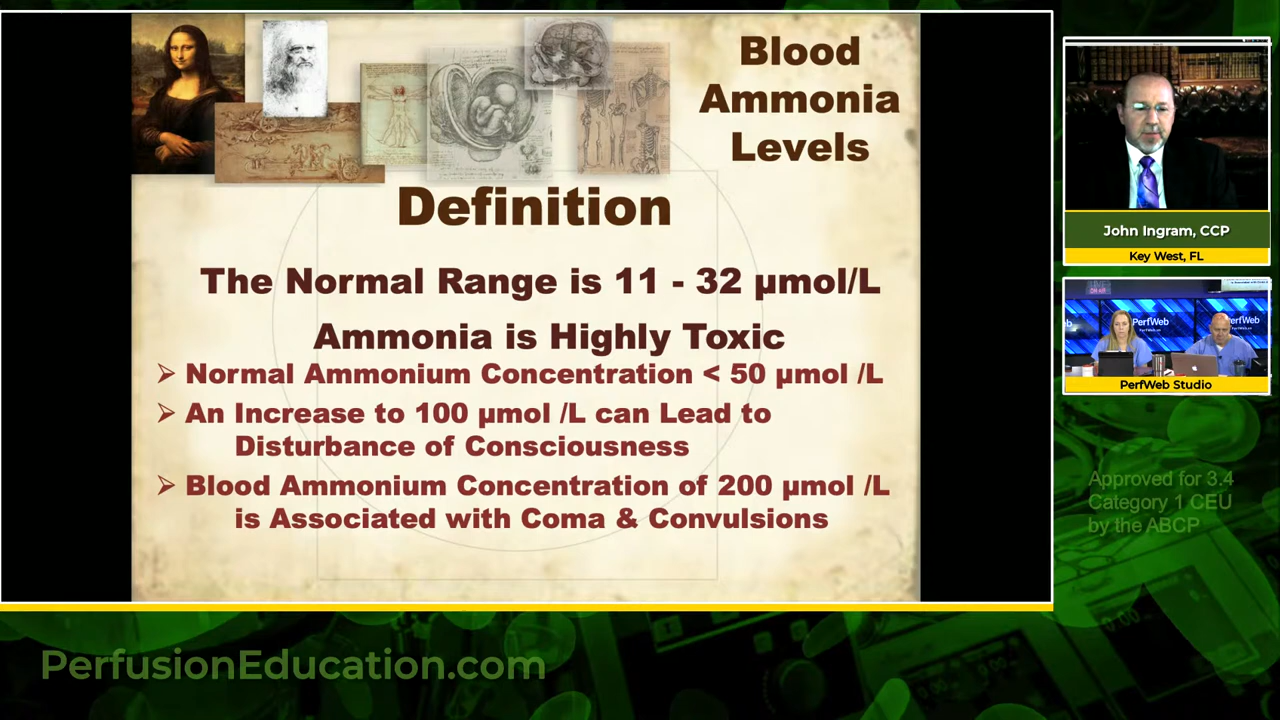 Blood
Ammonia
Levels
Definition
The Normal Range is 11 - 32 µmol/L
Ammonia is Highly Toxic
➢ Normal Ammonium Concentration < 50 µmol /L
➢ An Increase to 100 µmol /L can Lead to
Disturbance of Consciousness
➢ Blood Ammonium Concentration of 200 µmol /L
is Associated with Coma & Convulsions
John Ingram, CCP
Key West, FL
PerfWeb
PerfWeb
PerfWeb Studio
Approved for 3.4
Category 1 CEU
by the ABCP
PerfusionEducation.com